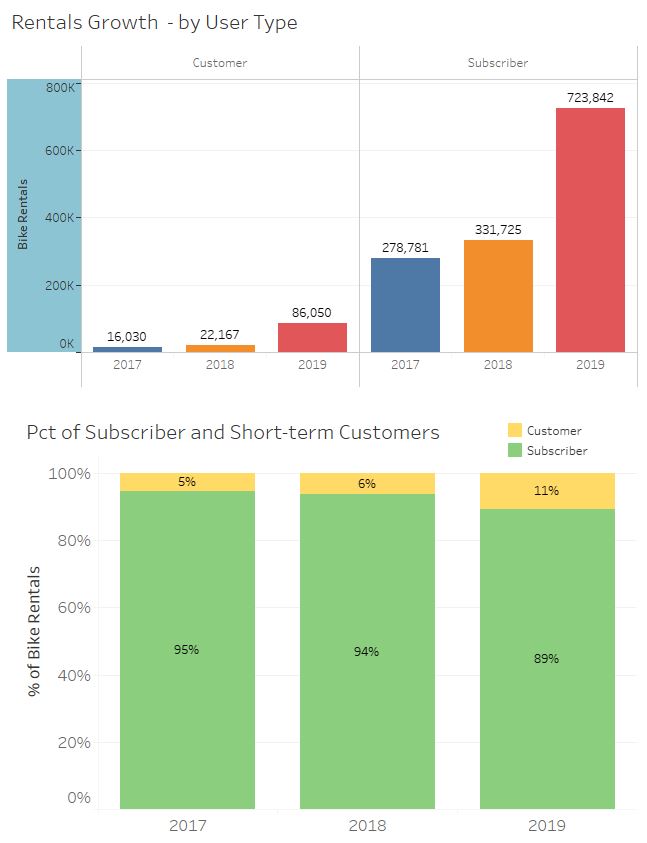 Rentals Growth - by User Type
Customer Subscriber
800K
600K
400K
200K
0K
Bike Rentals
16,030 22,167 86,050 278,781 331,725 723,842
2017 2018 2019 2017 2018 2019
Pct of Subscriber and Short-term Customers
Customer
Subscriber
100%
80%
60%
40%
20%
0%
% of Bike Rentals
5% 6% 11%
95% 94% 89%
2017 2018 2019